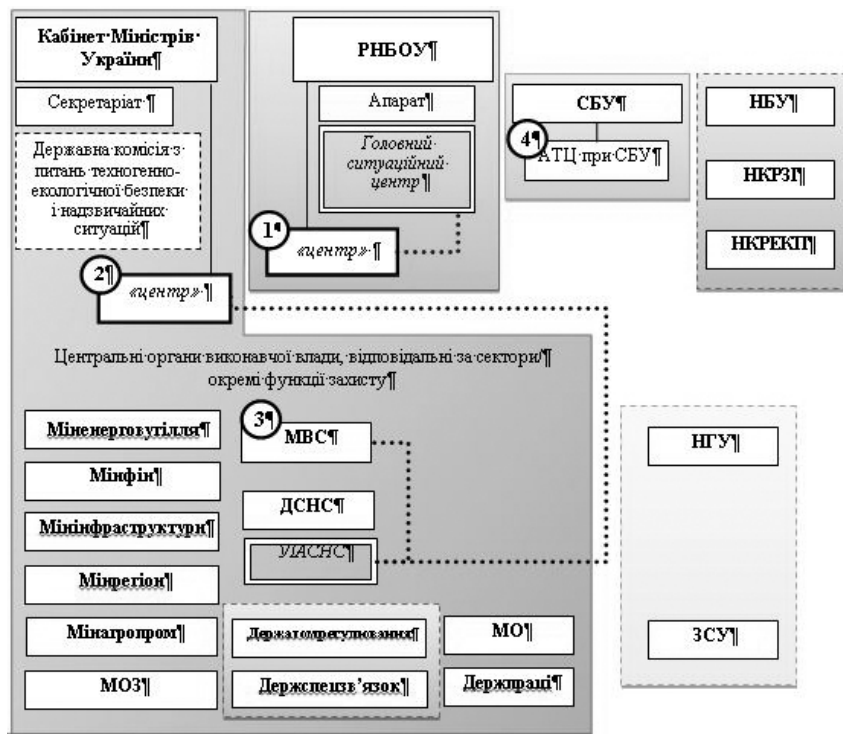 Кабінет·Міністрів·
України¶
Секретаріат·¶
Державна·комісія·з·
питань·техногенно-
екологічної·безпеки·
і·надзвичайних·
ситуацій¶
2¶
«центр»·¶
РНБОУ¶
Апарат¶
Головний·
ситуаційний·
центр¶
1¶
«центр»·¶
СБУ¶
4¶
АТЦ·при·СБУ¶
НБУ¶
НКРЗІ¶
НКРЕКП¶
Центральні·органи·виконавчої·влади,·відповідальні·за·сектори/¶
окремі·функції·захисту¶
Міненерговугілля¶
Мінфін¶
Мінінфраструктури¶
Мінрегіон¶
Мінагропром¶
МОЗ¶
3¶
МВС¶
ДСНС¶
УІАСНС¶
Держатомрегулювання¶
Держспецзв’язок¶
МО¶
Держпраці¶
НГУ¶
ЗСУ¶